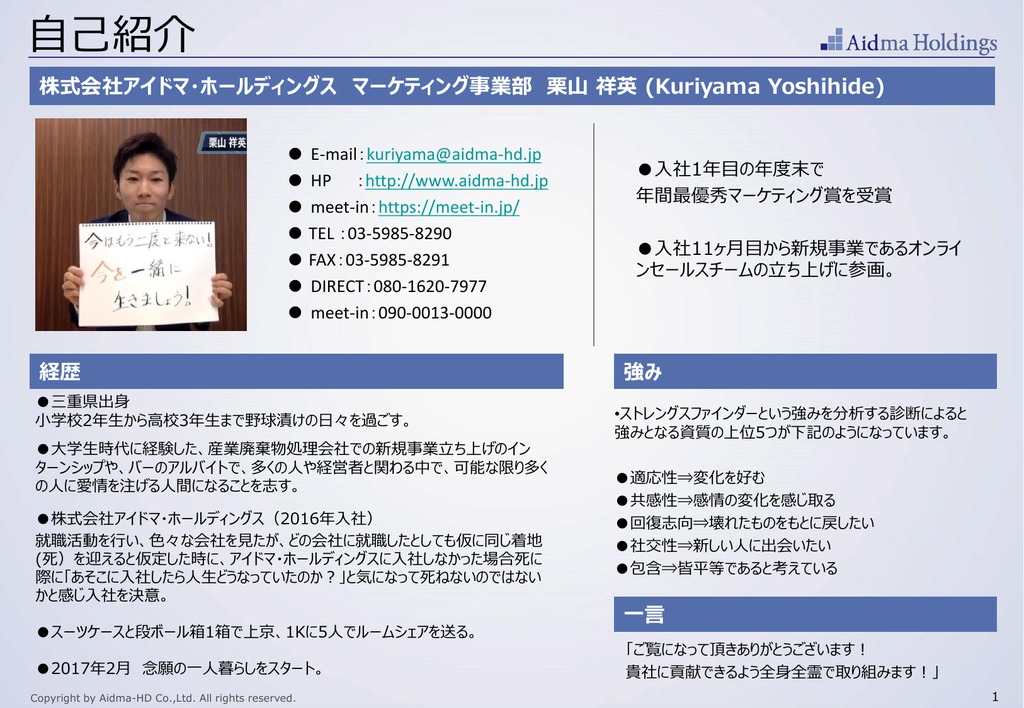 自己紹介
Aidma Holdings
株式会社アイドマ・ホールディングス　マーケティング事業部　栗山 祥英 (Kuriyama Yoshihide)
栗山 祥英
今はもう二度と来ない!
今を一緒に
生きましょう!
● E-mail：kuriyama@aidma-hd.jp
● HP　：http://www.aidma-hd.jp
● meet-in：https://meet-in.jp/
● TEL ：03-5985-8290
● FAX：03-5985-8291
● DIRECT：080-1620-7977
● meet-in：090-0013-0000
●入社1年目の年度末で
年間最優秀マーケティング賞を受賞
●入社11ヶ月目から新規事業であるオンライ
ンセールスチームの立ち上げに参画。
経歴
●三重県出身
小学校2年生から高校3年生まで野球漬けの日々を過ごす。
●大学生時代に経験した、産業廃棄物処理会社での新規事業立ち上げのイン
ターンシップや、バーのアルバイトで、多くの人や経営者と関わる中で、可能な限り多く
の人に愛情を注げる人間になることを志す。
●株式会社アイドマ・ホールディングス（2016年入社）
就職活動を行い、色々な会社を見たが、どの会社に就職したとしても仮に同じ着地
(死）を迎えると仮定した時に、アイドマ・ホールディングスに入社しなかった場合死に
際に「あそこに入社したら人生どうなっていたのか？」と気になって死ねないのではない
かと感じ入社を決意。
●スーツケースと段ボール箱1箱で上京、1Kに5人でルームシェアを送る。
●2017年2月　念願の一人暮らしをスタート。
強み
•ストレングスファインダーという強みを分析する診断によると
強みとなる資質の上位5つが下記のようになっています。
●適応性⇒変化を好む
●共感性⇒感情の変化を感じ取る
●回復志向⇒壊れたものをもとに戻したい
●社交性⇒新しい人に出会いたい
●包含⇒皆平等であると考えている
一言
「ご覧になって頂きありがとうございます！
貴社に貢献できるよう全身全霊で取り組みます！」
Copyright by Aidma-HD Co.,Ltd. All rights reserved.
1